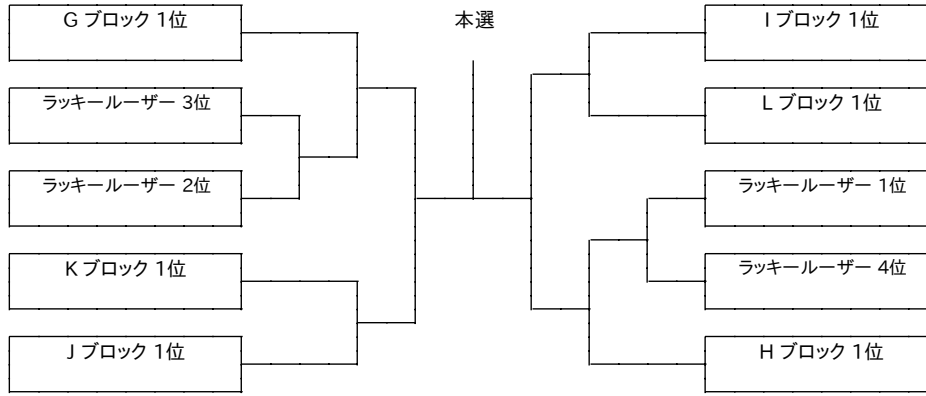 G ブロック 1位
本選
I ブロック 1位
ラッキールーザー 3位
L ブロック 1位
ラッキールーザー 2位
ラッキールーザー 1位
K ブロック 1位
ラッキールーザー 4位
J ブロック 1位
H ブロック 1位